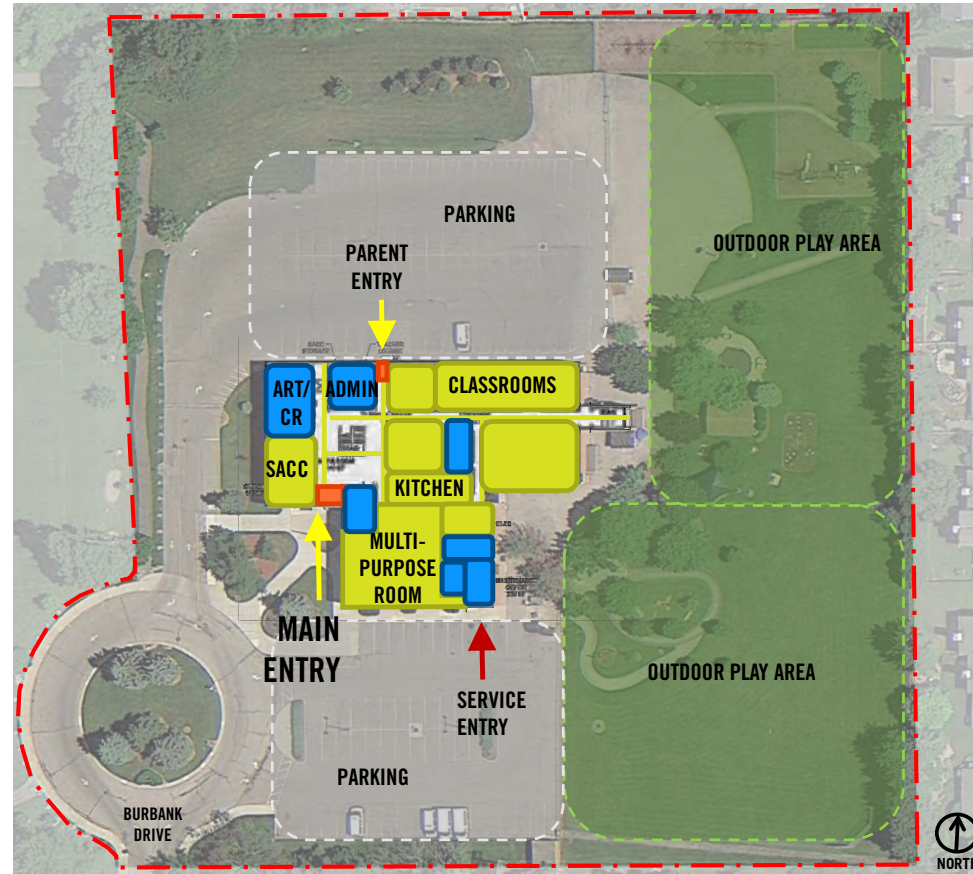 PARKING
PARENT
ENTRY
OUTDOOR PLAY AREA
ART/
CR
ADMIN
CLASSROOMS
SACC
KITCHEN
MULTI-
PURPOSE
ROOM
MAIN
ENTRY
OUTDOOR PLAY AREA
SERVICE
ENTRY
PARKING
BURBANK
DRIVE
NORTH